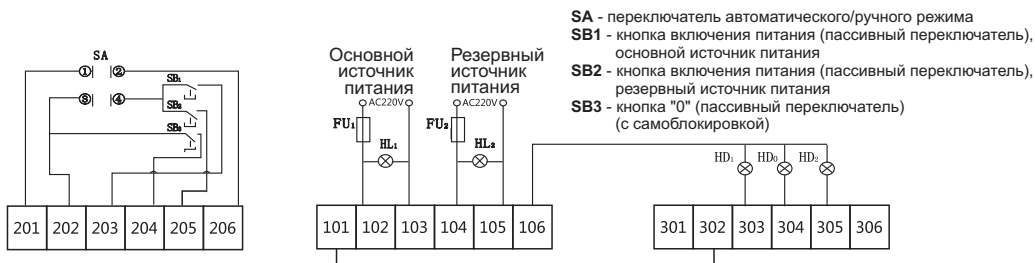 SA - переключатель автоматического/ручного режима
SB1 - кнопка включения питания (пассивный переключатель),
основной источник питания
SB2 - кнопка включения питания (пассивный переключатель),
резервный источник питания
SB3 - кнопка "0" (пассивный переключатель)
(с самоблокировкой)
SA
① ②
③ ④
SB₁
SB₂
SB₃
Основной
источник
питания
Резервный
источник
питания
AC220V AC220V
FU₁ FU₂
HL₁ HL₂
HD₁ HD₀ HD₂
201 202 203 204 205 206
101 102 103 104 105 106
301 302 303 304 305 306